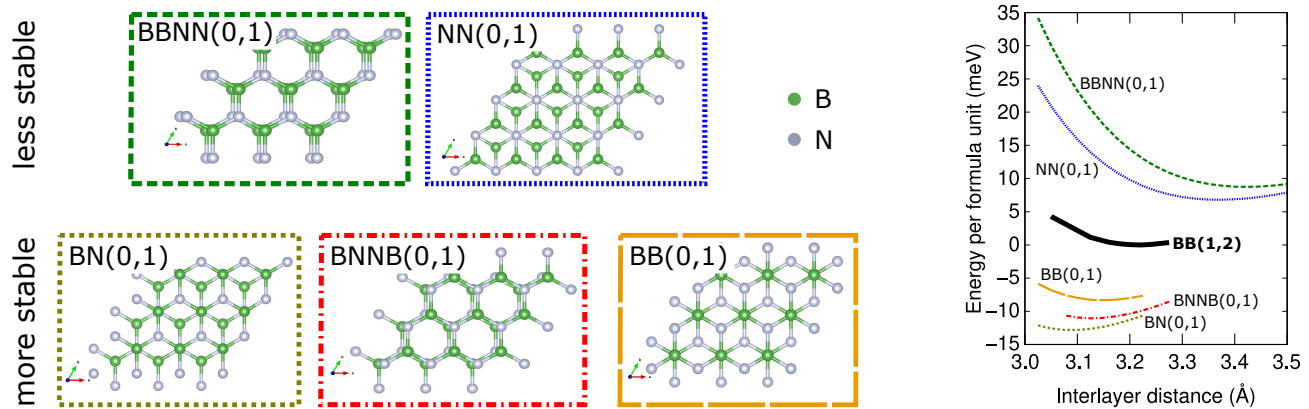 less stable
BBNN(0,1)
NN(0,1)
B
N
more stable
BN(0,1)
BNNB(0,1)
BB(0,1)
Energy per formula unit (meV)
35
30
25
20
15
10
5
0
−5
−10
−15
BBNN(0,1)
NN(0,1)
BB(1,2)
BB(0,1)
BNNB(0,1)
BN(0,1)
3.0 3.1 3.2 3.3 3.4 3.5
Interlayer distance (Å)